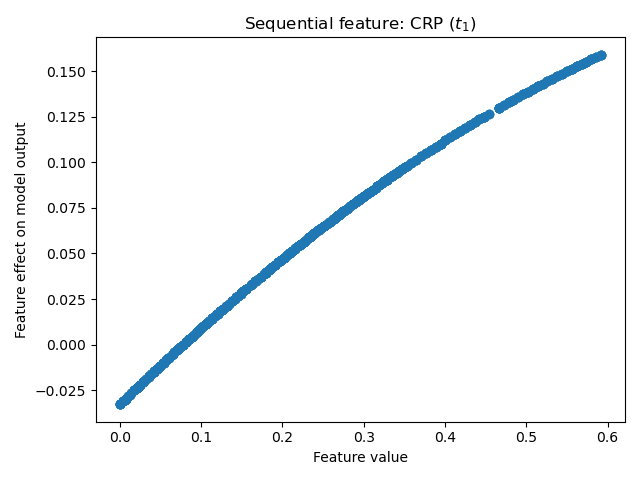 Sequential feature: CRP ($t_1$)
0.150
0.125
0.100
0.075
0.050
0.025
0.000
−0.025
Feature effect on model output
0.0 0.1 0.2 0.3 0.4 0.5 0.6
Feature value